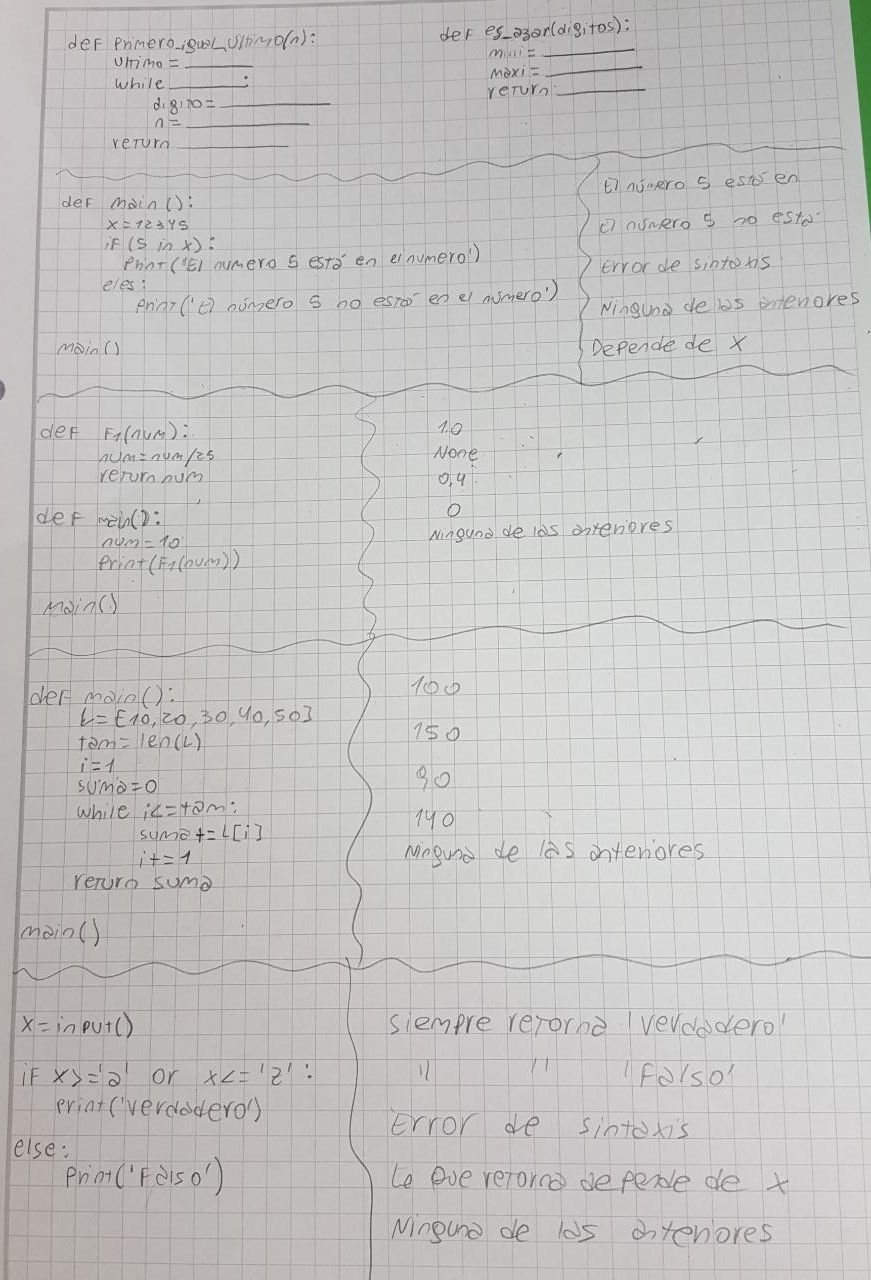 def primero_igual_ultimo(n):
ultimo = ______
while ______:
digito= ______
n= ______
return ______
def es_azar(digitos):
mini= ______
maxi= ______
return: ______
def main():
x=12345
if (5 in x):
print('El numero 5 está en el numero')
eles:
print('El número 5 no está en el número')
main()
El número 5 está en
El número 5 no está
Error de sintaxis
Ninguna de las anteriores
Depende de x
def F1(num):
num=num/25
return num
def main():
num=10
print(F1(num))
main()
1.0
None
0,4
0
Ninguna de las anteriores
def main():
L=[10,20,30,40,50]
tam=len(L)
i=1
suma=0
while i<=tam:
suma+=L[i]
i+=1
return suma
main()
100
150
90
140
Ninguna de las anteriores
x=input()
if x>='a' or x<='z':
print('verdadero')
else:
print('Falso')
siempre retorna 'verdadero'
" " 'Falso'
Error de sintaxis
Lo que retorna depende de x
Ninguna de las anteriores